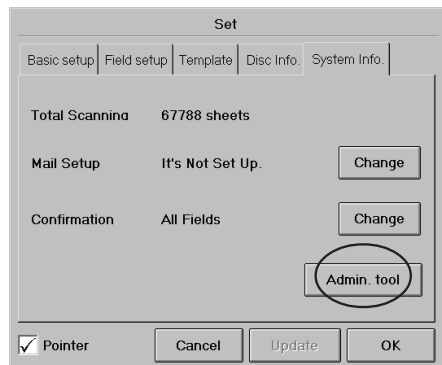 Set
Basic setup Field setup Template Disc Info. System Info.
Total Scanning 67788 sheets
Mail Setup It's Not Set Up. Change
Confirmation All Fields Change
Admin. tool
Pointer Cancel Update OK